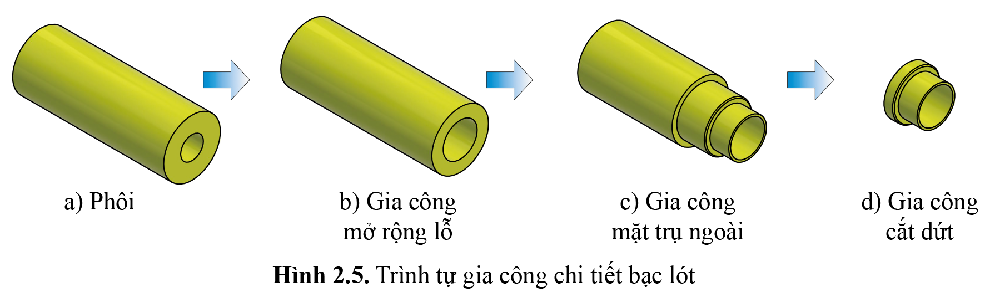 a) Phôi
b) Gia công
mở rộng lỗ
c) Gia công
mặt trụ ngoài
d) Gia công
cắt đứt
Hình 2.5. Trình tự gia công chi tiết bạc lót